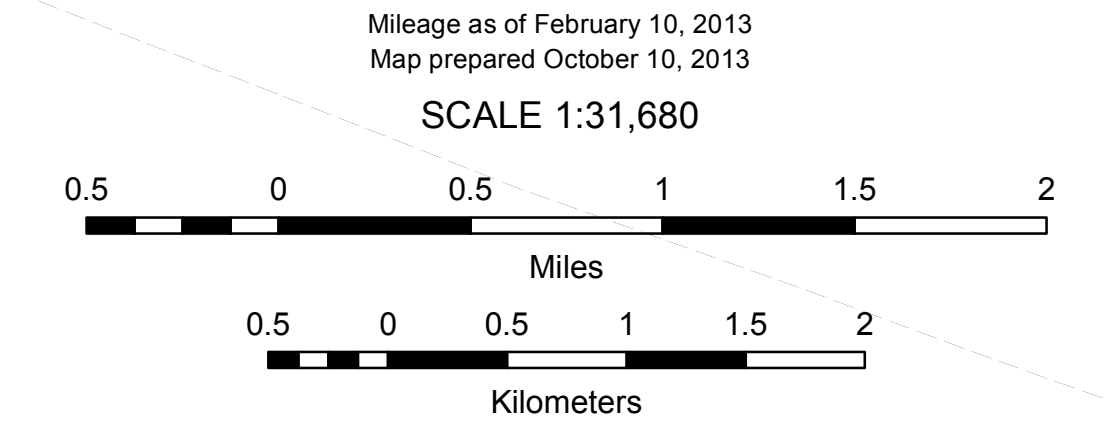 Mileage as of February 10, 2013
Map prepared October 10, 2013
SCALE 1:31,680
0.5 0 0.5 1 1.5 2
Miles
0.5 0 0.5 1 1.5 2
Kilometers